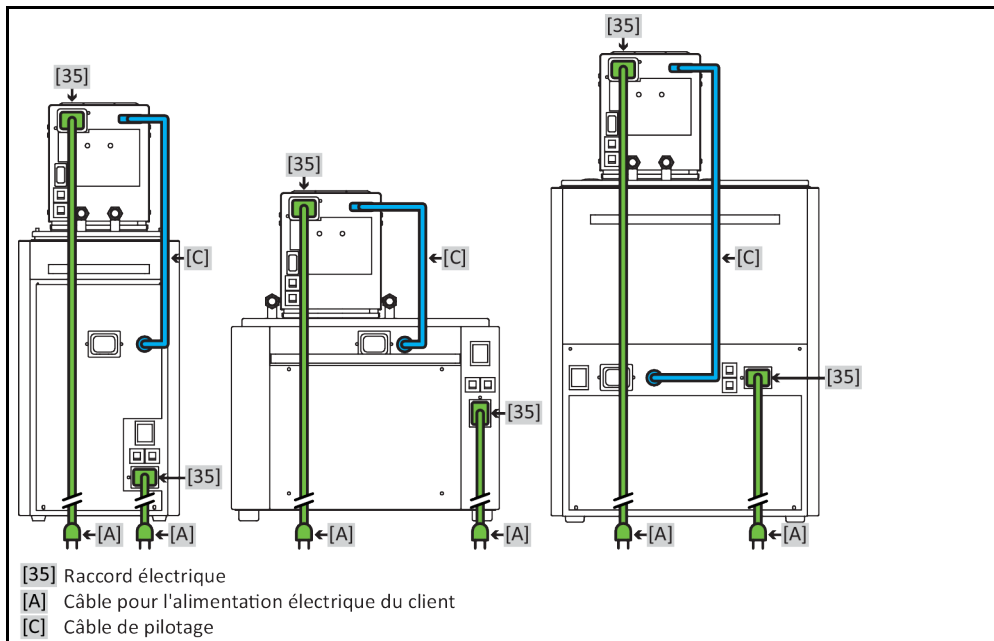 [35]
[35]
[35]
[C]
[C]
[C]
[35]
[35]
[35]
[A]
[A]
[A]
[A]
[A]
[A]
[35] Raccord électrique
[A] Câble pour l'alimentation électrique du client
[C] Câble de pilotage